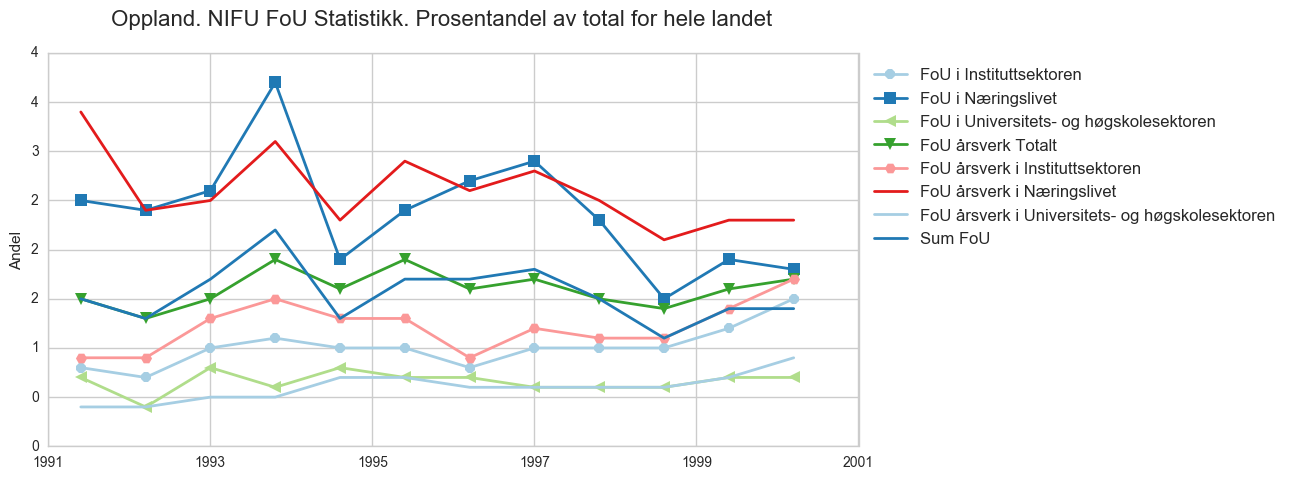 Oppland. NIFU FoU Statistikk. Prosentandel av total for hele landet
4
4
3
2
2
2
1
0
0
Andel
1991 1993 1995 1997 1999 2001
FoU i Instituttsektoren
FoU i Næringslivet
FoU i Universitets- og høgskolesektoren
FoU årsverk Totalt
FoU årsverk i Instituttsektoren
FoU årsverk i Næringslivet
FoU årsverk i Universitets- og høgskolesektoren
Sum FoU